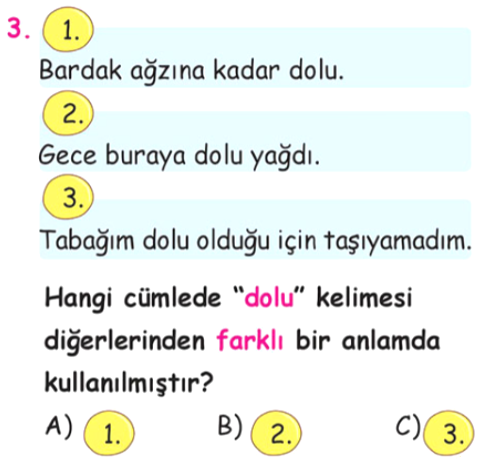 3. 1.
Bardak ağzına kadar dolu.
2.
Gece buraya dolu yağdı.
3.
Tabağım dolu olduğu için taşıyamadım.
Hangi cümlede “dolu” kelimesi
diğerlerinden farklı bir anlamda
kullanılmıştır?
A) 1. B) 2. C) 3.